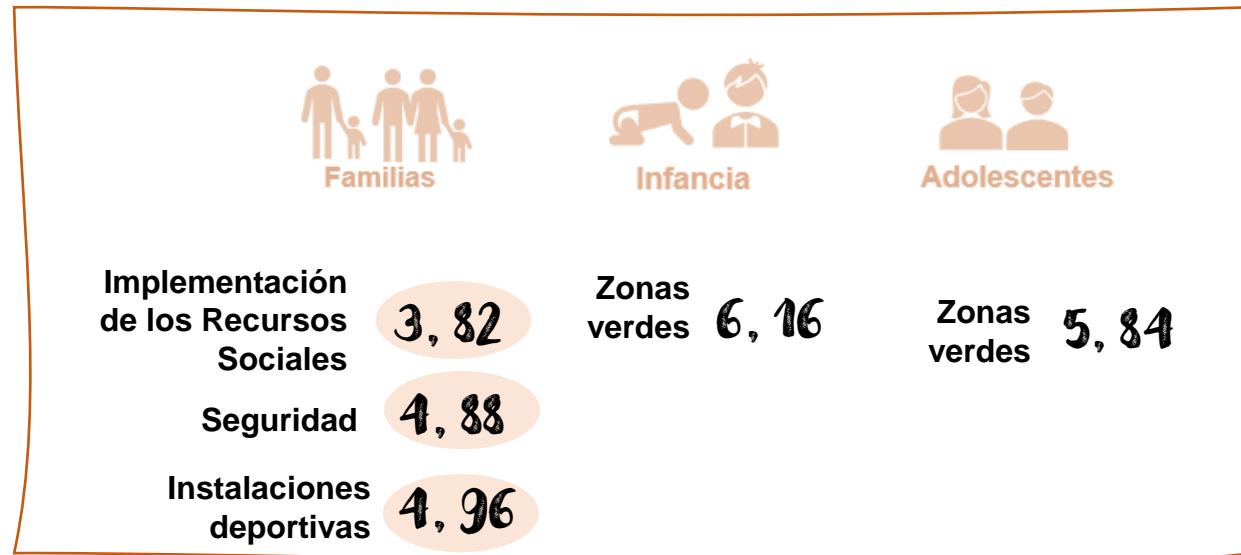 Familias
Infancia
Adolescentes
Implementación
de los Recursos
Sociales
3, 82
Seguridad
4, 88
Instalaciones
deportivas
4, 96
Zonas
verdes
6, 16
Zonas
verdes
5, 84